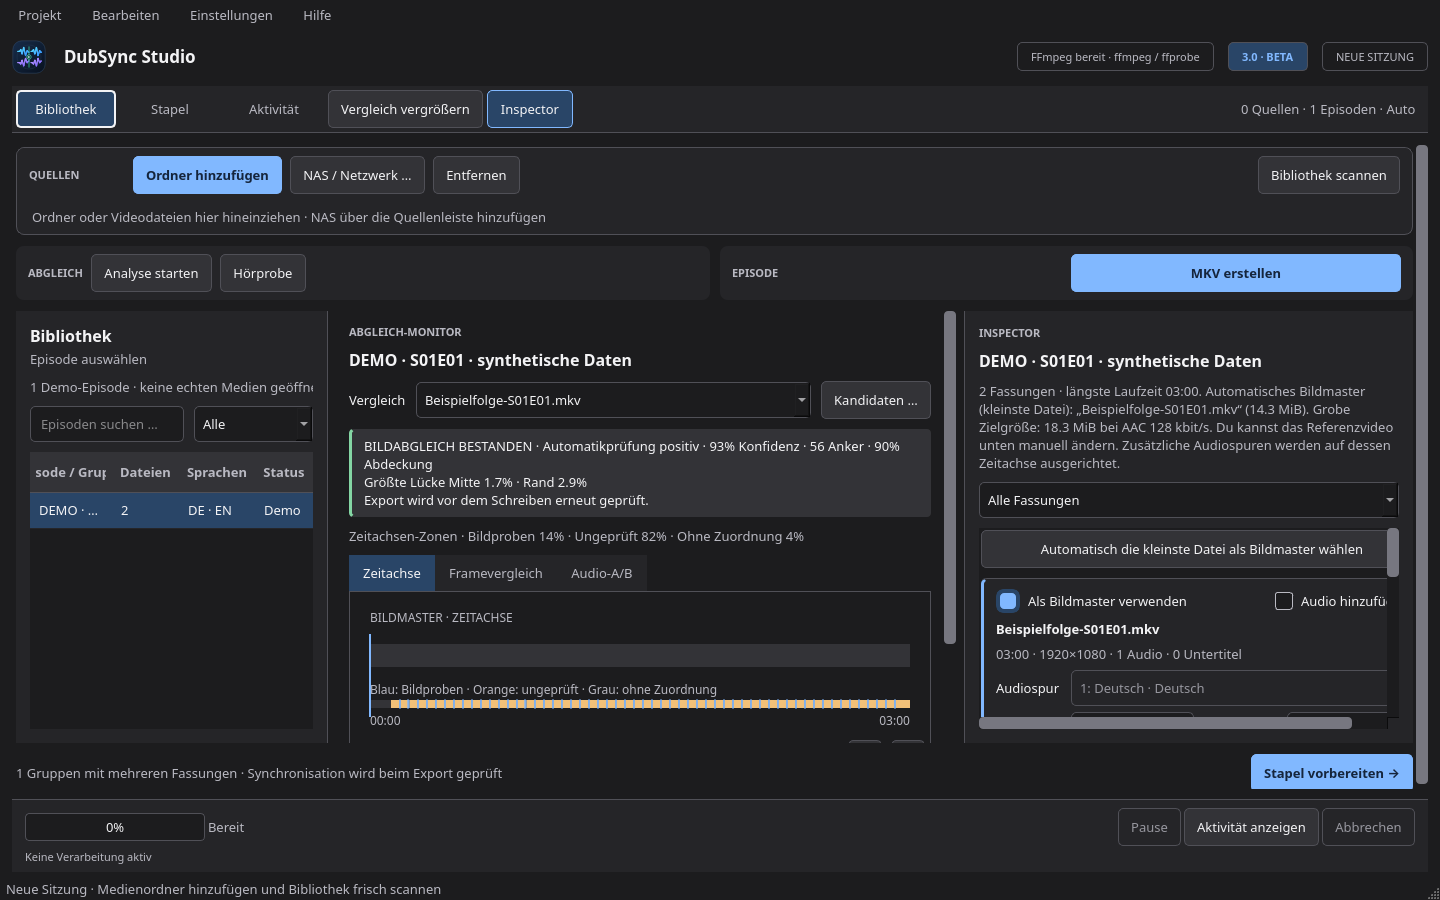 Projekt Bearbeiten Einstellungen Hilfe
DubSync Studio
FFmpeg bereit · ffmpeg / ffprobe
3.0 · BETA
NEUE SITZUNG
Bibliothek Stapel Aktivität Vergleich vergrößern Inspector
0 Quellen · 1 Episoden · Auto
QUELLEN Ordner hinzufügen NAS / Netzwerk ... Entfernen Bibliothek scannen
Ordner oder Videodateien hier hineinziehen · NAS über die Quellenleiste hinzufügen
ABGLEICH Analyse starten Hörprobe
EPISODE MKV erstellen
Bibliothek
Episode auswählen
1 Demo-Episode · keine echten Medien geöffne
Episoden suchen ... Alle
sode / Grup Dateien Sprachen Status
DEMO · ... 2 DE · EN Demo
ABGLEICH-MONITOR
DEMO · S01E01 · synthetische Daten
Vergleich Beispielfolge-S01E01.mkv Kandidaten ...
BILDABGLEICH BESTANDEN · Automatikprüfung positiv · 93% Konfidenz · 56 Anker · 90%
Abdeckung
Größte Lücke Mitte 1.7% · Rand 2.9%
Export wird vor dem Schreiben erneut geprüft.
Zeitachsen-Zonen · Bildproben 14% · Ungeprüft 82% · Ohne Zuordnung 4%
Zeitachse Framevergleich Audio-A/B
BILDMASTER · ZEITACHSE
Blau: Bildproben · Orange: ungeprüft · Grau: ohne Zuordnung
00:00 03:00
INSPECTOR
DEMO · S01E01 · synthetische Daten
2 Fassungen · längste Laufzeit 03:00. Automatisches Bildmaster
(kleinste Datei): „Beispielfolge-S01E01.mkv“ (14.3 MiB). Grobe
Zielgröße: 18.3 MiB bei AAC 128 kbit/s. Du kannst das Referenzvideo
unten manuell ändern. Zusätzliche Audiospuren werden auf dessen
Zeitachse ausgerichtet.
Alle Fassungen
Automatisch die kleinste Datei als Bildmaster wählen
Als Bildmaster verwenden Audio hinzufüg
Beispielfolge-S01E01.mkv
03:00 · 1920×1080 · 1 Audio · 0 Untertitel
Audiospur 1: Deutsch · Deutsch
1 Gruppen mit mehreren Fassungen · Synchronisation wird beim Export geprüft
Stapel vorbereiten →
0% Bereit
Keine Verarbeitung aktiv
Pause Aktivität anzeigen Abbrechen
Neue Sitzung · Medienordner hinzufügen und Bibliothek frisch scannen